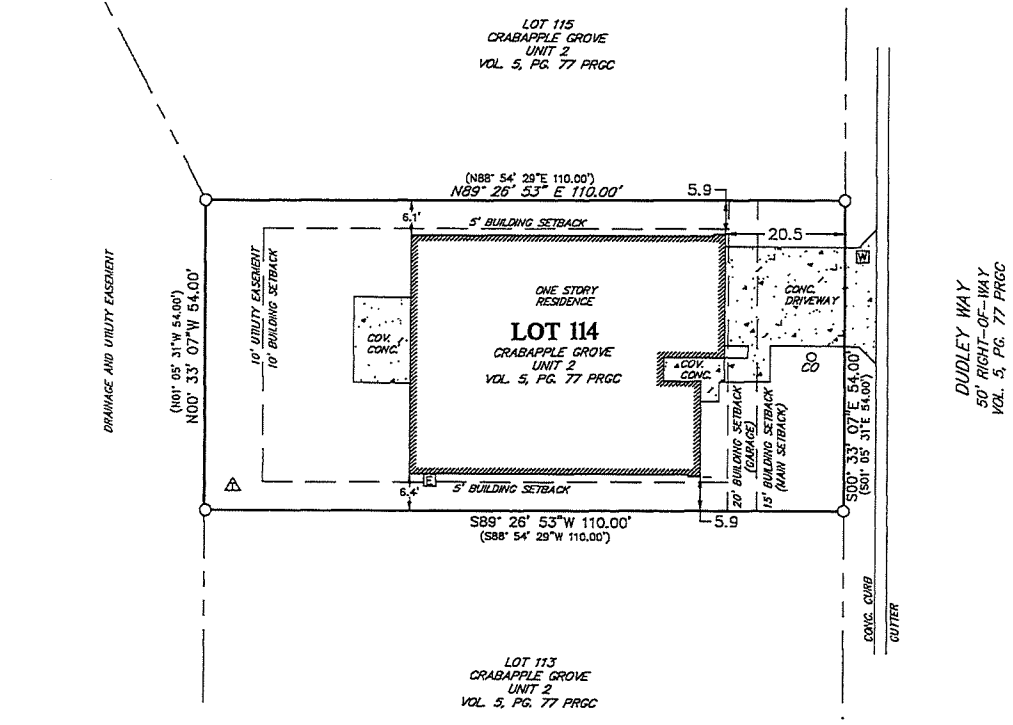 LOT 115
CRABAPPLE GROVE
UNIT 2
VOL. 5, PG. 77 PRGC
(N88° 54' 29"E 110.00')
N89° 26' 53" E 110.00'
5.9
6.1'
5' BUILDING SETBACK
20.5
W
DRAINAGE AND UTILITY EASEMENT
(N01° 05' 31"W 54.00')
N00° 33' 07"W 54.00'
10' UTILITY EASEMENT
10' BUILDING SETBACK
ONE STORY
RESIDENCE
LOT 114
CRABAPPLE GROVE
UNIT 2
VOL. 5, PG. 77 PRGC
COV.
CONC.
COV.
CONC.
CONC.
DRIVEWAY
CO
DUDLEY WAY
50' RIGHT-OF-WAY
VOL. 5, PG. 77 PRGC
20' BUILDING SETBACK
(GARAGE)
15' BUILDING SETBACK
(MAIN SETBACK)
S00° 33' 07"E 54.00'
(S01° 05' 31"E 54.00')
T
E
6.4'
5' BUILDING SETBACK
5.9
S89° 26' 53"W 110.00'
(S88° 54' 29"W 110.00')
CONC. CURB
GUTTER
LOT 113
CRABAPPLE GROVE
UNIT 2
VOL. 5, PG. 77 PRGC